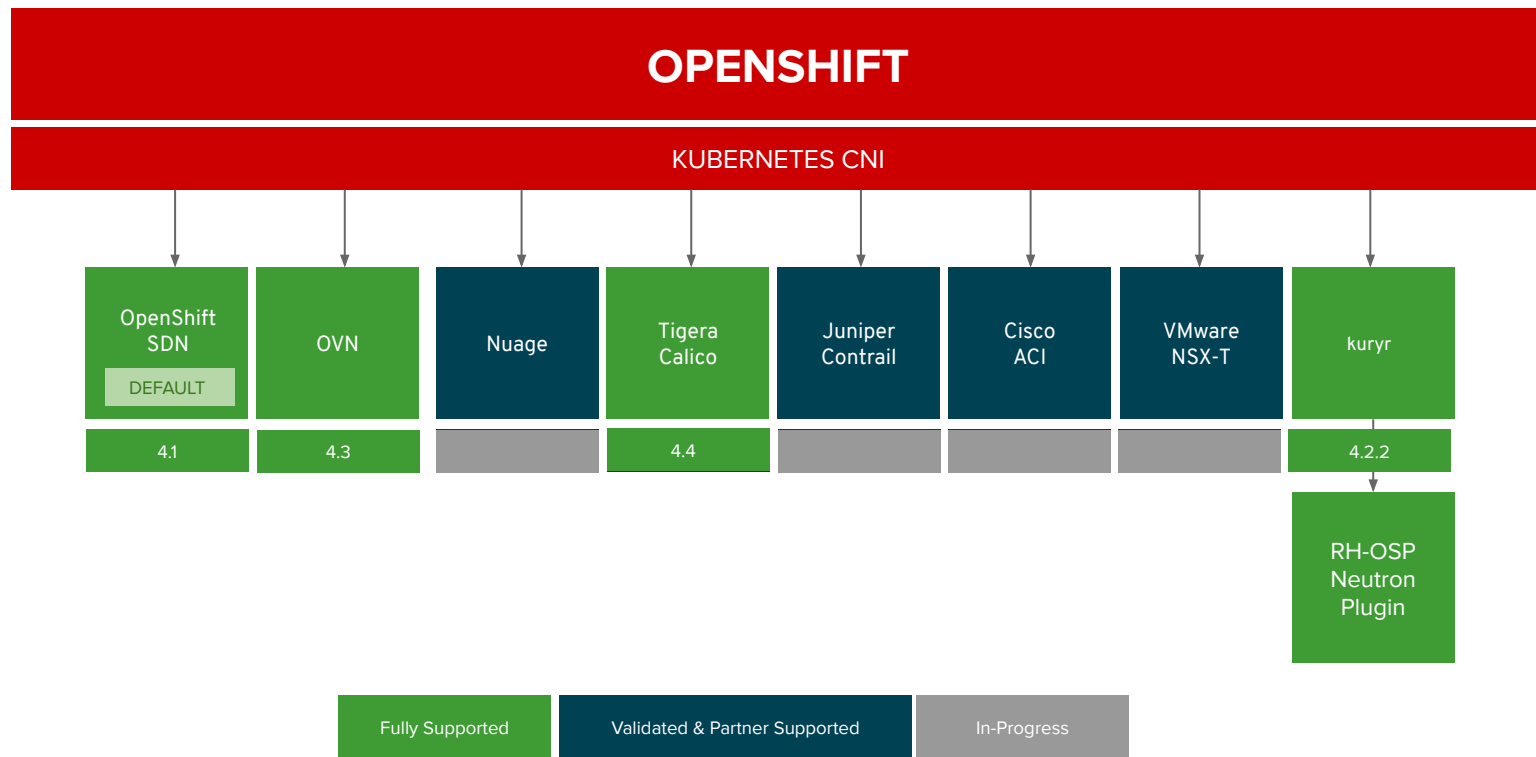 OPENSHIFT
KUBERNETES CNI
OpenShift
SDN
DEFAULT
OVN
Nuage
Tigera
Calico
Juniper
Contrail
Cisco
ACI
VMware
NSX-T
kuryr
4.1
4.3
4.4
4.2.2
RH-OSP
Neutron
Plugin
Fully Supported
Validated & Partner Supported
In-Progress